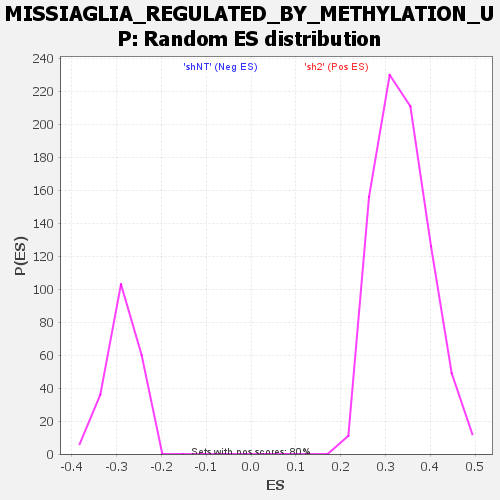 MISSIAGLIA_REGULATED_BY_METHYLATION_U
P: Random ES distribution
'shNT' (Neg ES) 'sh2' (Pos ES)
240
220
200
180
160
140
120
100
80
60
40
20
0
P(ES)
Sets with pos scores: 80%
-0.4 -0.3 -0.2 -0.1 0.0 0.1 0.2 0.3 0.4 0.5
ES